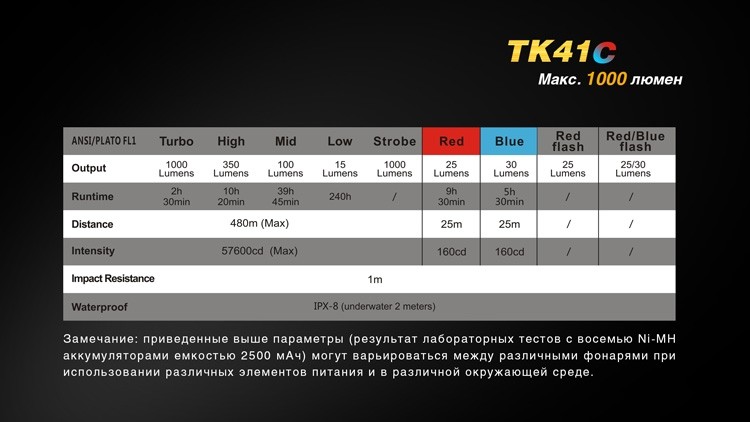 TK41C
Макс. 1000 люмен
ANSI/PLATO FL1 Turbo High Mid Low Strobe Red Blue Red flash Red/Blue flash
Output 1000 Lumens 350 Lumens 100 Lumens 15 Lumens 1000 Lumens 25 Lumens 30 Lumens 25 Lumens 25/30 Lumens
Runtime 2h 30min 10h 20min 39h 45min 240h / 9h 30min 5h 30min / /
Distance 480m (Max) 25m 25m / /
Intensity 57600cd (Max) 160cd 160cd / /
Impact Resistance 1m
Waterproof IPX-8 (underwater 2 meters)
Замечание: приведенные выше параметры (результат лабораторных тестов с восемью Ni-MH
аккумуляторами емкостью 2500 мАч) могут варьироваться между различными фонарями при
использовании различных элементов питания и в различной окружающей среде.